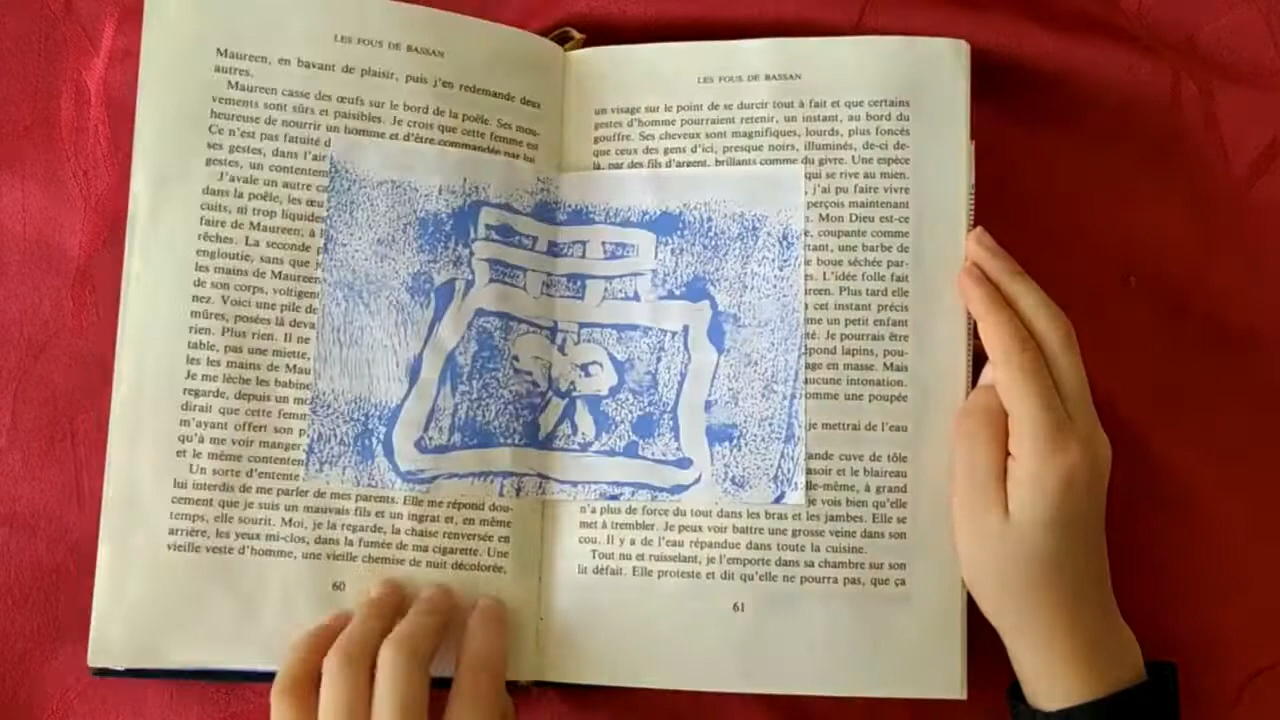 LES FOUS DE BASSAN
Maureen, en bavant de plaisir, puis j'en redemande deux
autres.
Maureen casse des œufs sur le bord de la poêle. Ses mou-
vements sont sûrs et paisibles. Je crois que cette femme est
heureuse de nourrir un homme et d'être commandée par lui
Ce n'est pas fatuité d
ses gestes, dans l'air
gestes, un contentem
J'avale un autre
dans la poêle, les œu
cuits, ni trop liquide
faire de Maureen, à
rêches. La seconde
engloutie, sans que j
les mains de Maureen
de son corps, voltigent
nez. Voici une pile de
mûres, posées là deva
rien. Plus rien. Il ne
table, pas une miette,
les les mains de Mau
Je me lèche les babine
regarde, depuis un mo
dirait que cette femm
m'ayant offert son p
qu'à me voir manger
et le même contenten
Un sorte d'entente
lui interdis de me parler de mes parents. Elle me répond dou-
cement que je suis un mauvais fils et un ingrat et, en même
temps, elle sourit. Moi, je la regarde, la chaise renversée en
arrière, les yeux mi-clos, dans la fumée de ma cigarette. Une
vieille veste d'homme, une vieille chemise de nuit décolorée,
60
LES FOUS DE BASSAN
un visage sur le point de se durcir tout à fait et que certains
gestes d'homme pourraient retenir, un instant, au bord du
gouffre. Ses cheveux sont magnifiques, lourds, plus foncés
que ceux des gens d'ici, presque noirs, illuminés, de-ci de-
là, par des fils d'argent, brillants comme du givre. Une espèce
qui se rive au mien.
, j'ai pu faire vivre
perçois maintenant
. Mon Dieu est-ce
e, coupante comme
tant, une barbe de
e boue séchée par-
es. L'idée folle fait
ureen. Plus tard elle
cet instant précis
me un petit enfant
té. Je pourrais être
épond lapins, pou-
age en masse. Mais
aucune intonation.
omme une poupée
je mettrai de l'eau
ande cuve de tôle
asoir et le blaireau
lle-même, à grand
je vois bien qu'elle
n'a plus de force du tout dans les bras et les jambes. Elle se
met à trembler. Je peux voir battre une grosse veine dans son
cou. Il y a de l'eau répandue dans toute la cuisine.
Tout nu et ruisselant, je l'emporte dans sa chambre sur son
lit défait. Elle proteste et dit qu'elle ne pourra pas, que ça
61